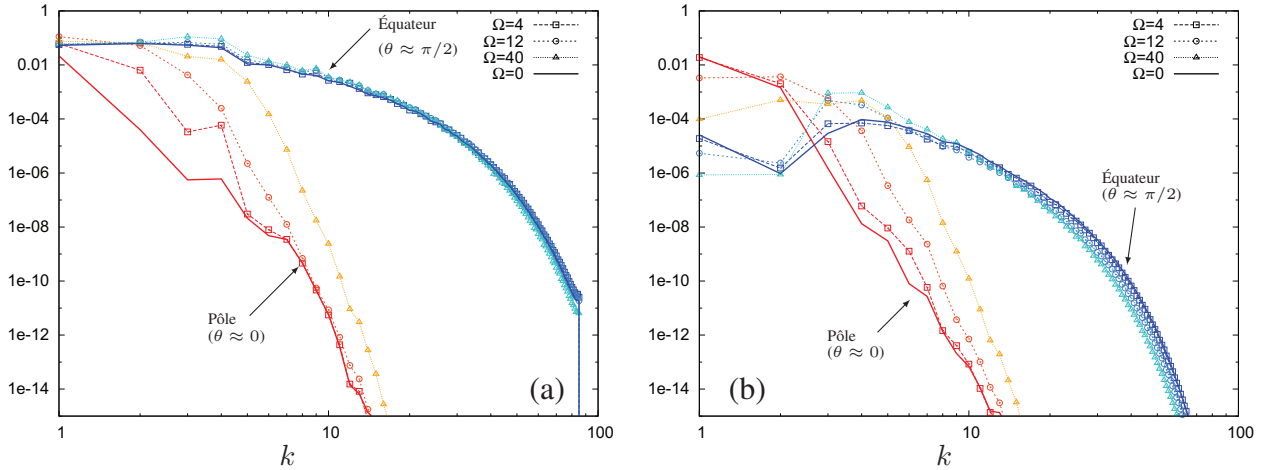 1
0.01
1e-04
1e-06
1e-08
1e-10
1e-12
1e-14
1
10
100
k
Équateur
(θ ≈ π/2)
Ω=4
Ω=12
Ω=40
Ω=0
Pôle
(θ ≈ 0)
(a)
1
0.01
1e-04
1e-06
1e-08
1e-10
1e-12
1e-14
1
10
100
k
Ω=4
Ω=12
Ω=40
Ω=0
Équateur
(θ ≈ π/2)
Pôle
(θ ≈ 0)
(b)